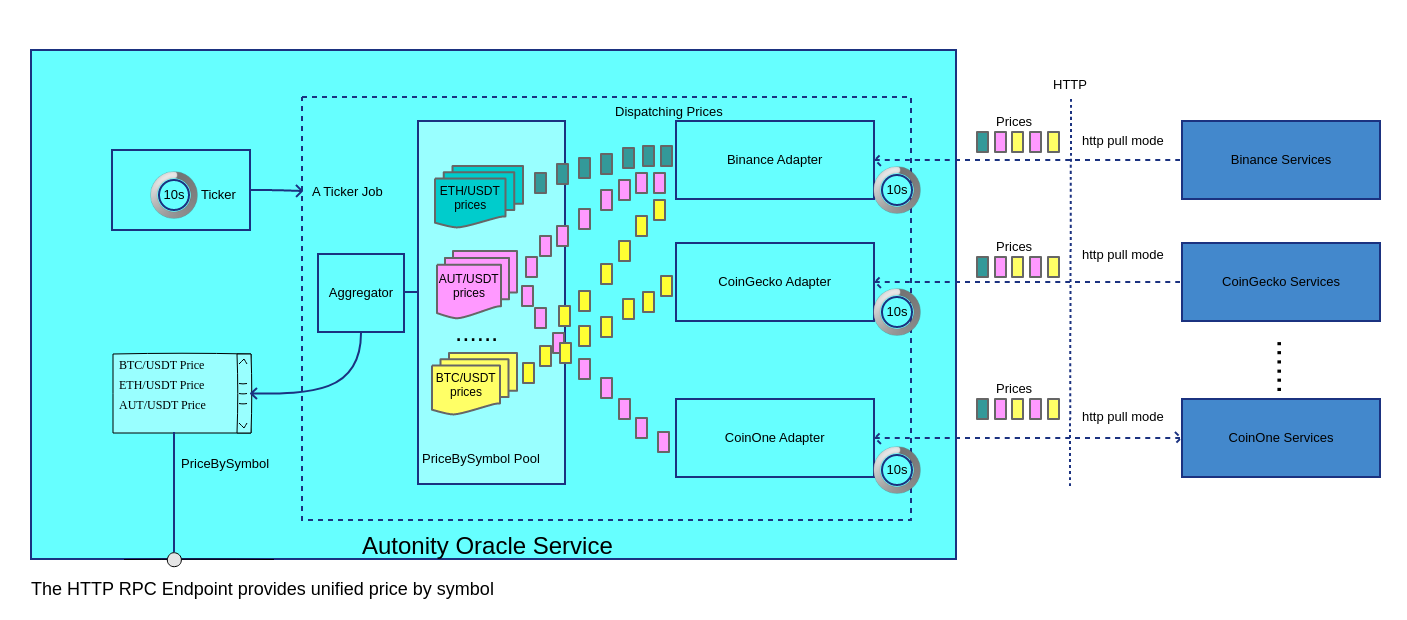 HTTP
Dispatching Prices
Prices
http pull mode
Binance Adapter
Binance Services
10s
10s
Ticker
A Ticker Job
ETH/USDT
prices
Prices
http pull mode
AUT/USDT
prices
Aggregator
CoinGecko Adapter
CoinGecko Services
10s
......
BTC/USDT Price
ETH/USDT Price
AUT/USDT Price
BTC/USDT
prices
Prices
http pull mode
CoinOne Adapter
CoinOne Services
10s
PriceBySymbol
PriceBySymbol Pool
Autonity Oracle Service
The HTTP RPC Endpoint provides unified price by symbol